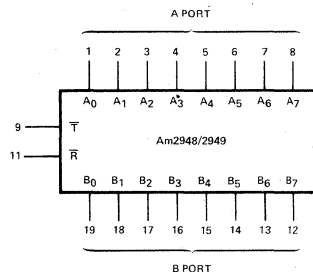 A PORT
1 2 3 4 5 6 7 8
A0 A1 A2 A3 A4 A5 A6 A7
9 T̅
Am2948/2949
11 R̅
B0 B1 B2 B3 B4 B5 B6 B7
19 18 17 16 15 14 13 12
B PORT